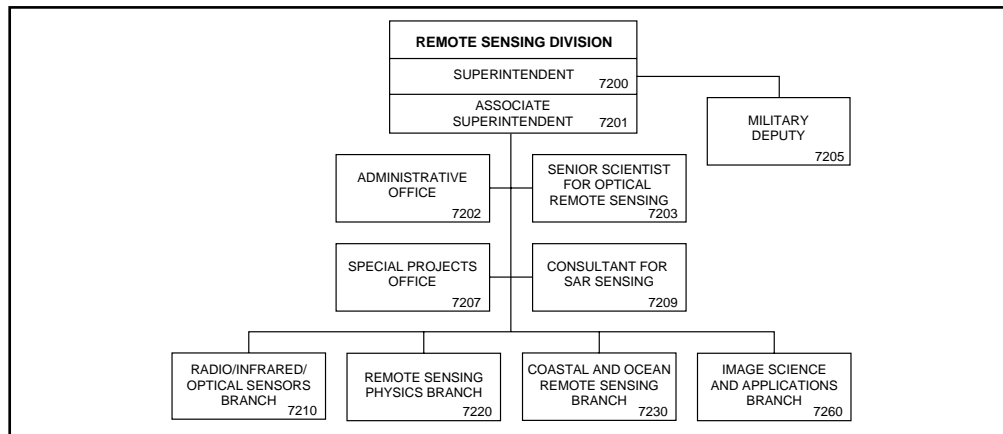 REMOTE SENSING DIVISION
SUPERINTENDENT
7200
ASSOCIATE
SUPERINTENDENT
7201
MILITARY
DEPUTY
7205
ADMINISTRATIVE
OFFICE
7202
SENIOR SCIENTIST
FOR OPTICAL
REMOTE SENSING
7203
SPECIAL PROJECTS
OFFICE
7207
CONSULTANT FOR
SAR SENSING
7209
RADIO/INFRARED/
OPTICAL SENSORS
BRANCH
7210
REMOTE SENSING
PHYSICS BRANCH
7220
COASTAL AND OCEAN
REMOTE SENSING
BRANCH
7230
IMAGE SCIENCE
AND APPLICATIONS
BRANCH
7260